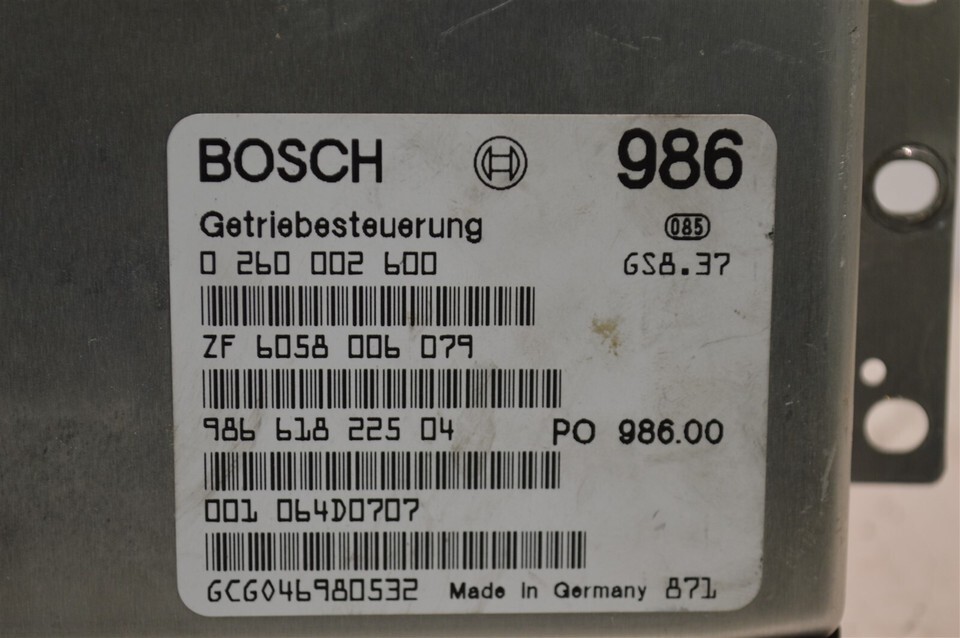 BOSCH 986
Getriebesteuerung 085
0 260 002 600 GS8.37
ZF 6058 006 079
986 618 225 04 PO 986.00
001 064D0707
GCG046980532 Made In Germany 871